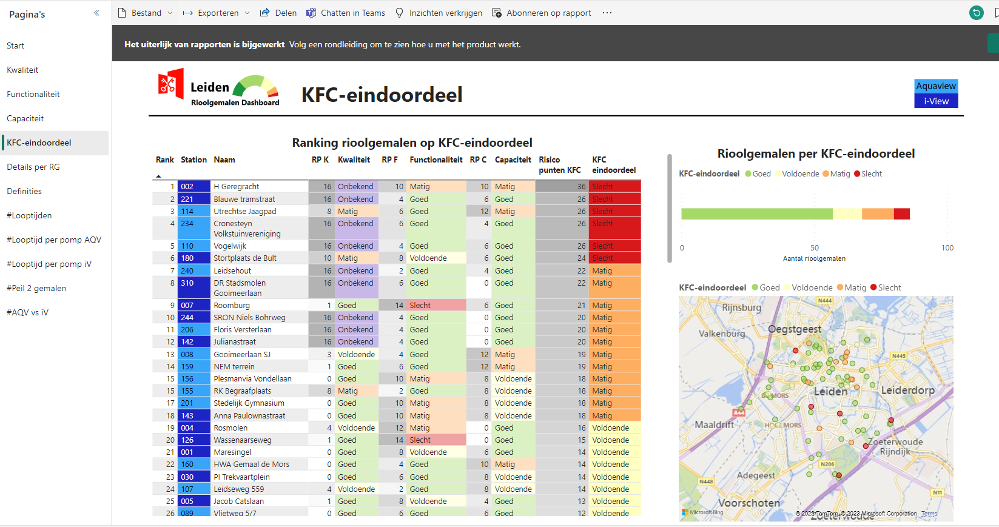 Pagina's
Start
Kwaliteit
Functionaliteit
Capaciteit
KFC-eindoordeel
Details per RG
Definities
#Looptijden
#Looptijd per pomp AQV
#Looptijd per pomp iV
#Peil 2 gemalen
#AQV vs iV
Bestand Exporteren Delen Chatten in Teams Inzichten verkrijgen Abonneren op rapport ...
Het uiterlijk van rapporten is bijgewerkt Volg een rondleiding om te zien hoe u met het product werkt.
Leiden
Rioolgemalen Dashboard
KFC-eindoordeel
Aquaview
i-View
Ranking rioolgemalen op KFC-eindoordeel
Rank Station Naam RP K Kwaliteit RP F Functionaliteit RP C Capaciteit Risico punten KFC KFC eindoordeel
1 002 H Geregracht 16 Onbekend 10 Matig 10 Matig 36 Slecht
2 221 Blauwe tramstraat 16 Onbekend 4 Goed 6 Goed 26 Slecht
3 114 Utrechtse Jaagpad 8 Matig 6 Goed 12 Matig 26 Slecht
4 234 Cronesteyn Volkstuinvereniging 16 Onbekend 6 Goed 4 Goed 26 Slecht
5 110 Vogelwijk 16 Onbekend 4 Goed 6 Goed 26 Slecht
6 180 Stortplaats de Bult 10 Matig 8 Voldoende 6 Goed 24 Slecht
7 240 Leidsehout 16 Onbekend 2 Goed 4 Goed 22 Matig
8 310 DR Stadsmolen Gooimeerlaan 16 Onbekend 6 Goed 0 Goed 22 Matig
9 007 Roomburg 1 Goed 14 Slecht 6 Goed 21 Matig
10 244 SRON Niels Bohrweg 16 Onbekend 4 Goed 0 Goed 20 Matig
11 206 Floris Versterlaan 16 Onbekend 4 Goed 0 Goed 20 Matig
12 142 Julianastraat 16 Onbekend 4 Goed 0 Goed 20 Matig
13 008 Gooimeerlaan SJ 3 Voldoende 4 Goed 12 Matig 19 Matig
14 159 NEM terrein 1 Goed 6 Goed 12 Matig 19 Matig
15 156 Plesmanvia Vondellaan 0 Goed 10 Matig 8 Voldoende 18 Matig
15 155 RK Begraafplaats 8 Matig 2 Goed 8 Voldoende 18 Matig
17 201 Stedelijk Gymnasium 0 Goed 10 Matig 8 Voldoende 18 Matig
18 143 Anna Paulownastraat 0 Goed 10 Matig 8 Voldoende 18 Matig
19 004 Rosmolen 4 Voldoende 12 Matig 0 Goed 16 Voldoende
20 126 Wassenaarseweg 1 Goed 14 Slecht 0 Goed 15 Voldoende
21 001 Maresingel 0 Goed 8 Voldoende 6 Goed 14 Voldoende
22 160 HWA Gemaal de Mors 0 Goed 4 Goed 10 Matig 14 Voldoende
23 030 PI Trekvaartplein 0 Goed 6 Goed 8 Voldoende 14 Voldoende
24 107 Leidseweg 559 4 Voldoende 2 Goed 8 Voldoende 14 Voldoende
25 005 Jacob Catslaan 1 Goed 8 Voldoende 4 Goed 13 Voldoende
26 089 Vlietweg 5/7 0 Goed 6 Goed 6 Goed 12 Voldoende
Rioolgemalen per KFC-eindoordeel
KFC-eindoordeel Goed Voldoende Matig Slecht
0 50 100
Aantal rioolgemalen
KFC-eindoordeel Goed Voldoende Matig Slecht
N444
Rijnsburg
Oegstgeest
Valkenburg
N445
Leiden
Leiderdorp
MORS
A44
Maaldrift
HOGE MORS
Zoeterwoude
Rijndijk
N206
Adegeest
N448
N11
Voorschoten
Zoeterwoude
Microsoft Bing
© 2023 TomTom, © 2023 Microsoft Corporation Terms